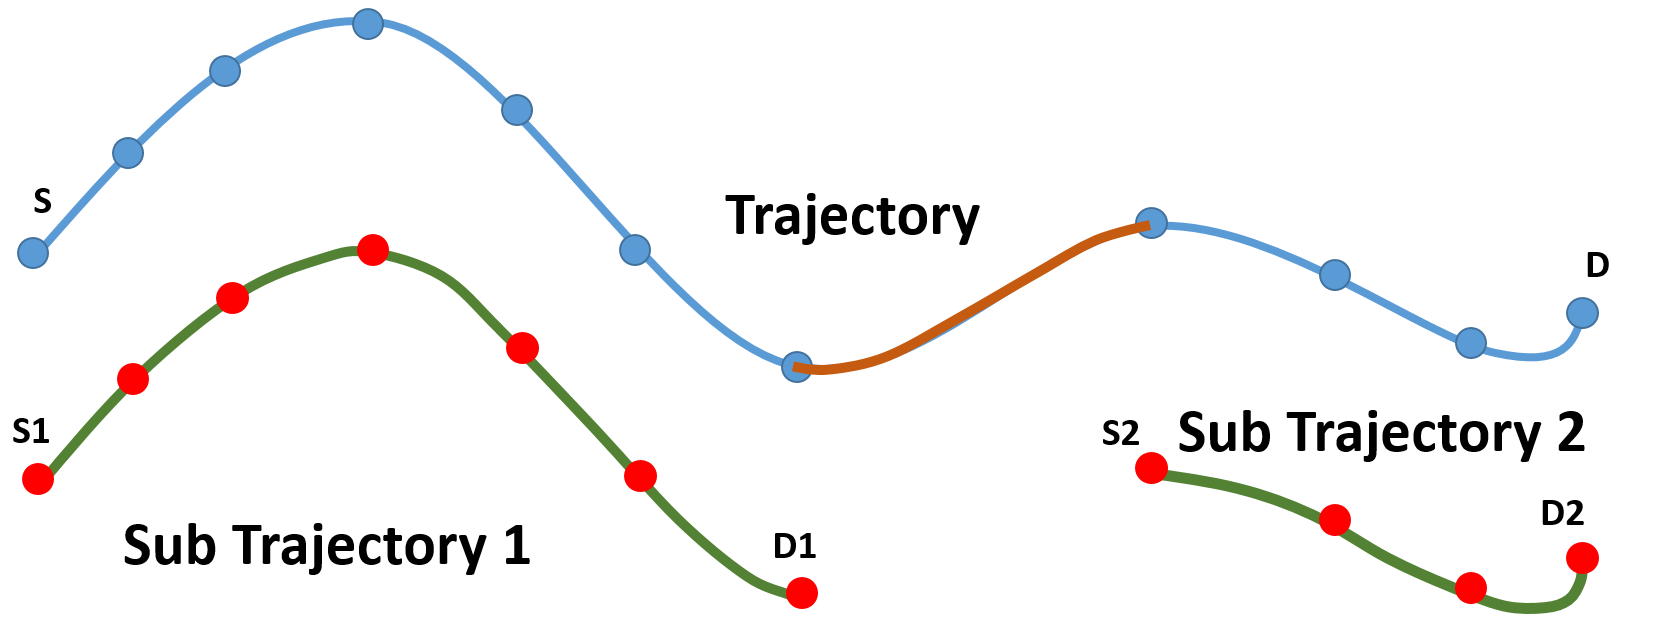 S
Trajectory
D
S1
S2
Sub Trajectory 2
D2
Sub Trajectory 1
D1